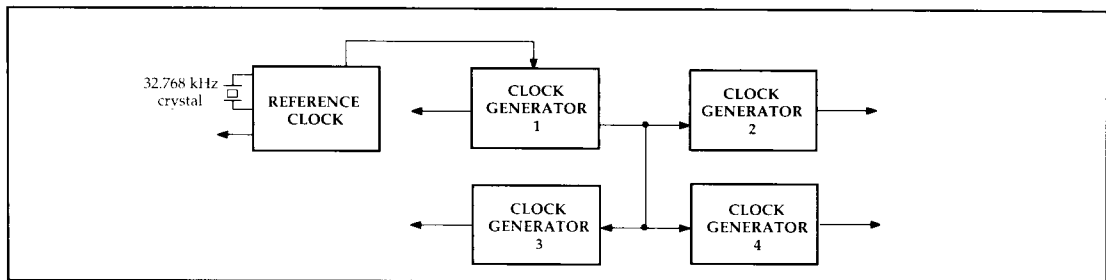 32.768 kHz
crystal
REFERENCE
CLOCK
CLOCK
GENERATOR
1
CLOCK
GENERATOR
2
CLOCK
GENERATOR
3
CLOCK
GENERATOR
4